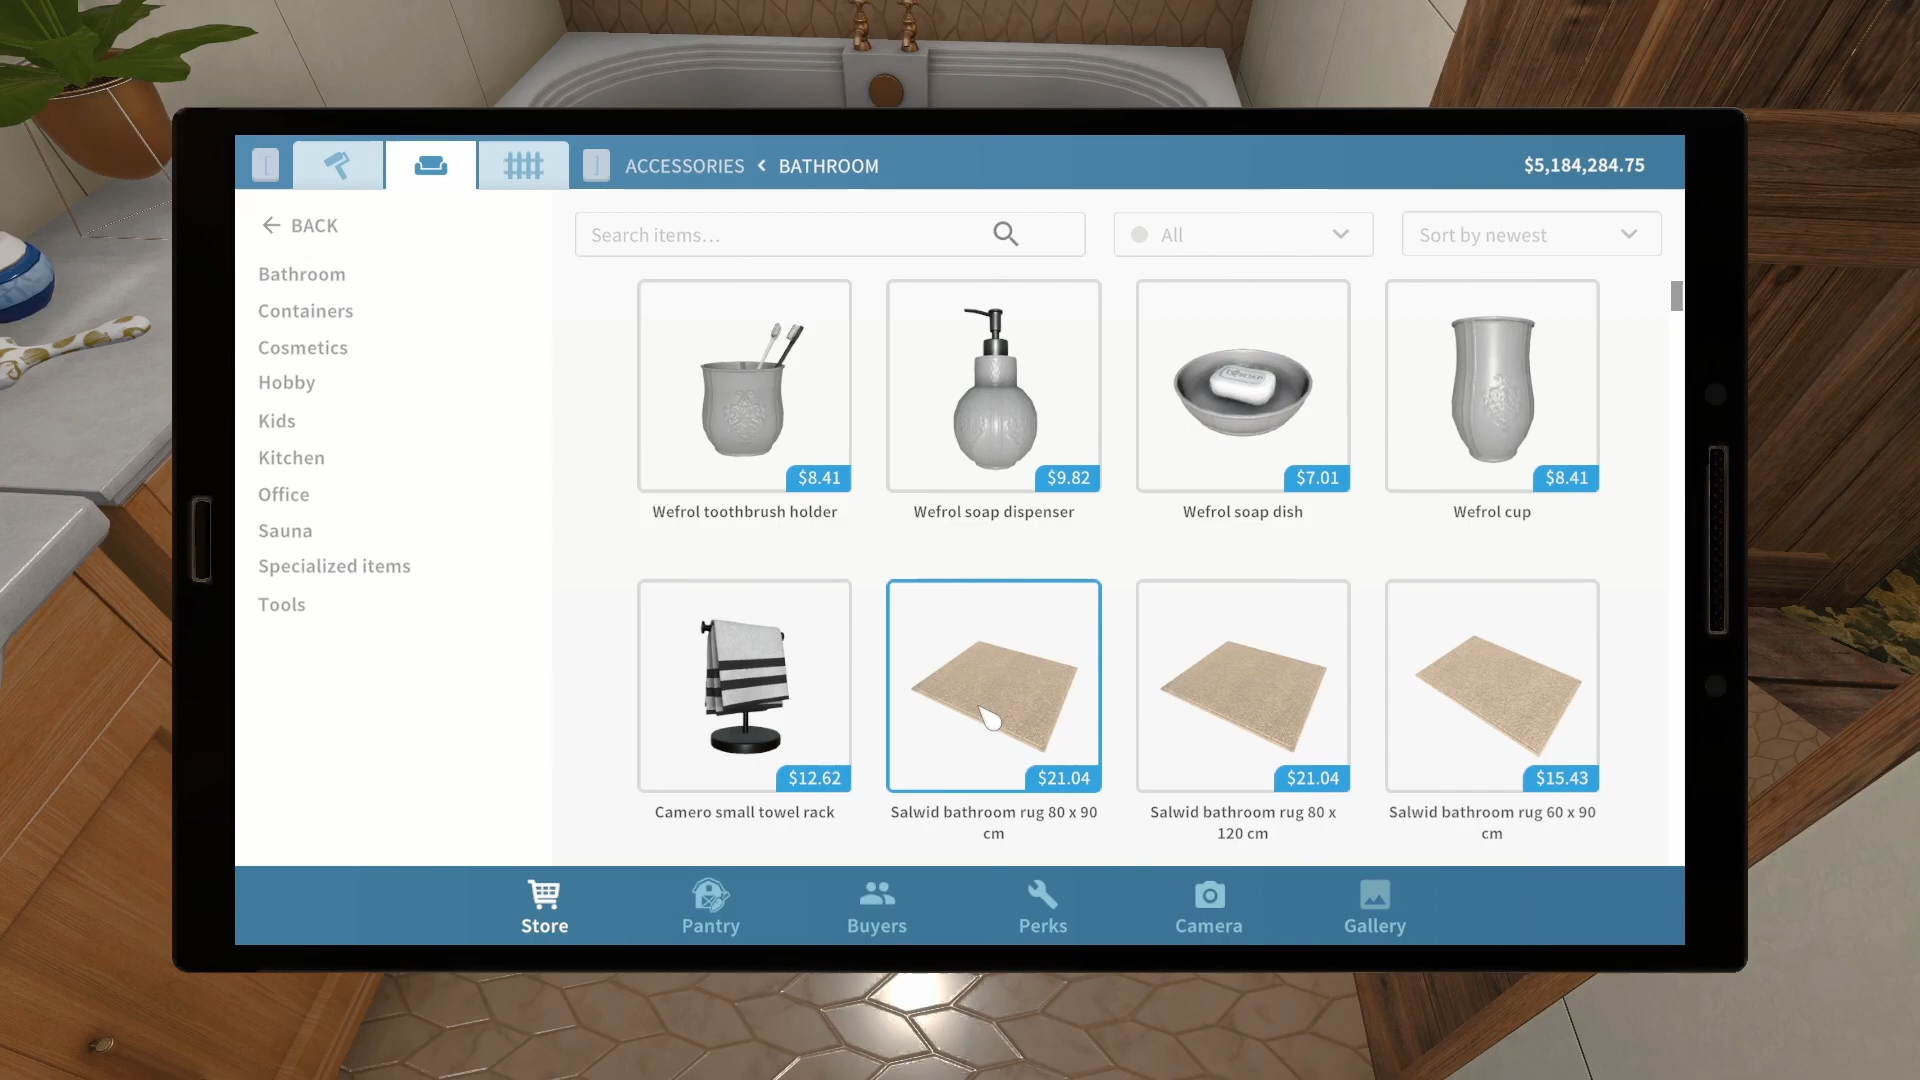 [
]
ACCESSORIES < BATHROOM
$5,184,284.75
BACK
Bathroom
Containers
Cosmetics
Hobby
Kids
Kitchen
Office
Sauna
Specialized items
Tools
Search items...
All
Sort by newest
$8.41
Wefrol toothbrush holder
$9.82
Wefrol soap dispenser
$7.01
Wefrol soap dish
$8.41
Wefrol cup
$12.62
Camero small towel rack
$21.04
Salwid bathroom rug 80 x 90
cm
$21.04
Salwid bathroom rug 80 x
120 cm
$15.43
Salwid bathroom rug 60 x 90
cm
Store
Pantry
Buyers
Perks
Camera
Gallery